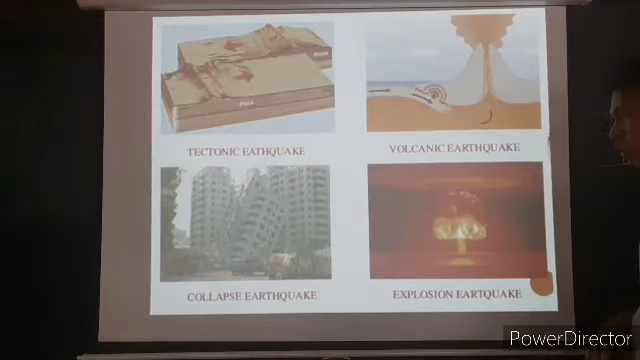 TECTONIC EATHQUAKE
VOLCANIC EARTHQUAKE
COLLAPSE EARTHQUAKE
EXPLOSION EARTQUAKE
PowerDirector